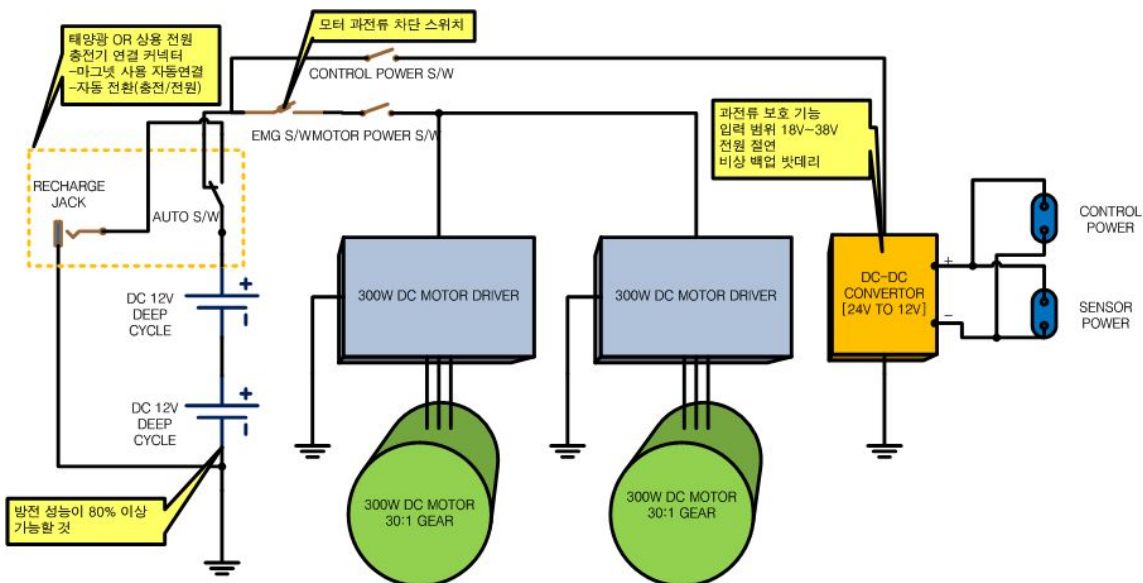 태양광 OR 상용 전원
충전기 연결 커넥터
-마그넷 사용 자동연결
-자동 전환(충전/전원)
모터 과전류 차단 스위치
CONTROL POWER S/W
EMG S/W
MOTOR POWER S/W
과전류 보호 기능
입력 범위 18V~38V
전원 절연
비상 백업 밧데리
RECHARGE
JACK
AUTO S/W
DC 12V
DEEP
CYCLE
+
-
DC 12V
DEEP
CYCLE
+
-
방전 성능이 80% 이상
가능할 것
300W DC MOTOR DRIVER
300W DC MOTOR DRIVER
300W DC MOTOR
30:1 GEAR
300W DC MOTOR
30:1 GEAR
DC-DC
CONVERTOR
[24V TO 12V]
+
-
CONTROL
POWER
SENSOR
POWER